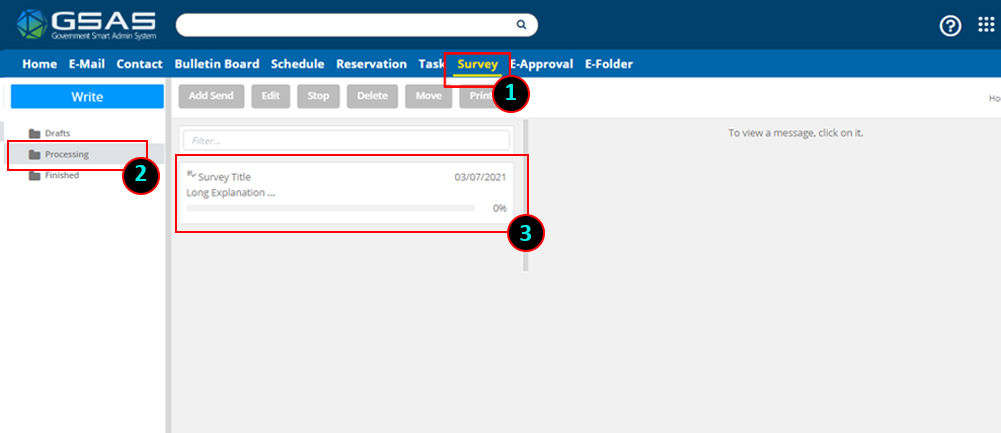 GSAS
Government Smart Admin System
Home E-Mail Contact Bulletin Board Schedule Reservation Task Survey E-Approval E-Folder
1
Write
Add Send Edit Stop Delete Move Print
Ho
Drafts
Filter...
To view a message, click on it.
Processing
2
Finished
Survey Title 03/07/2021
Long Explanation ...
0%
3